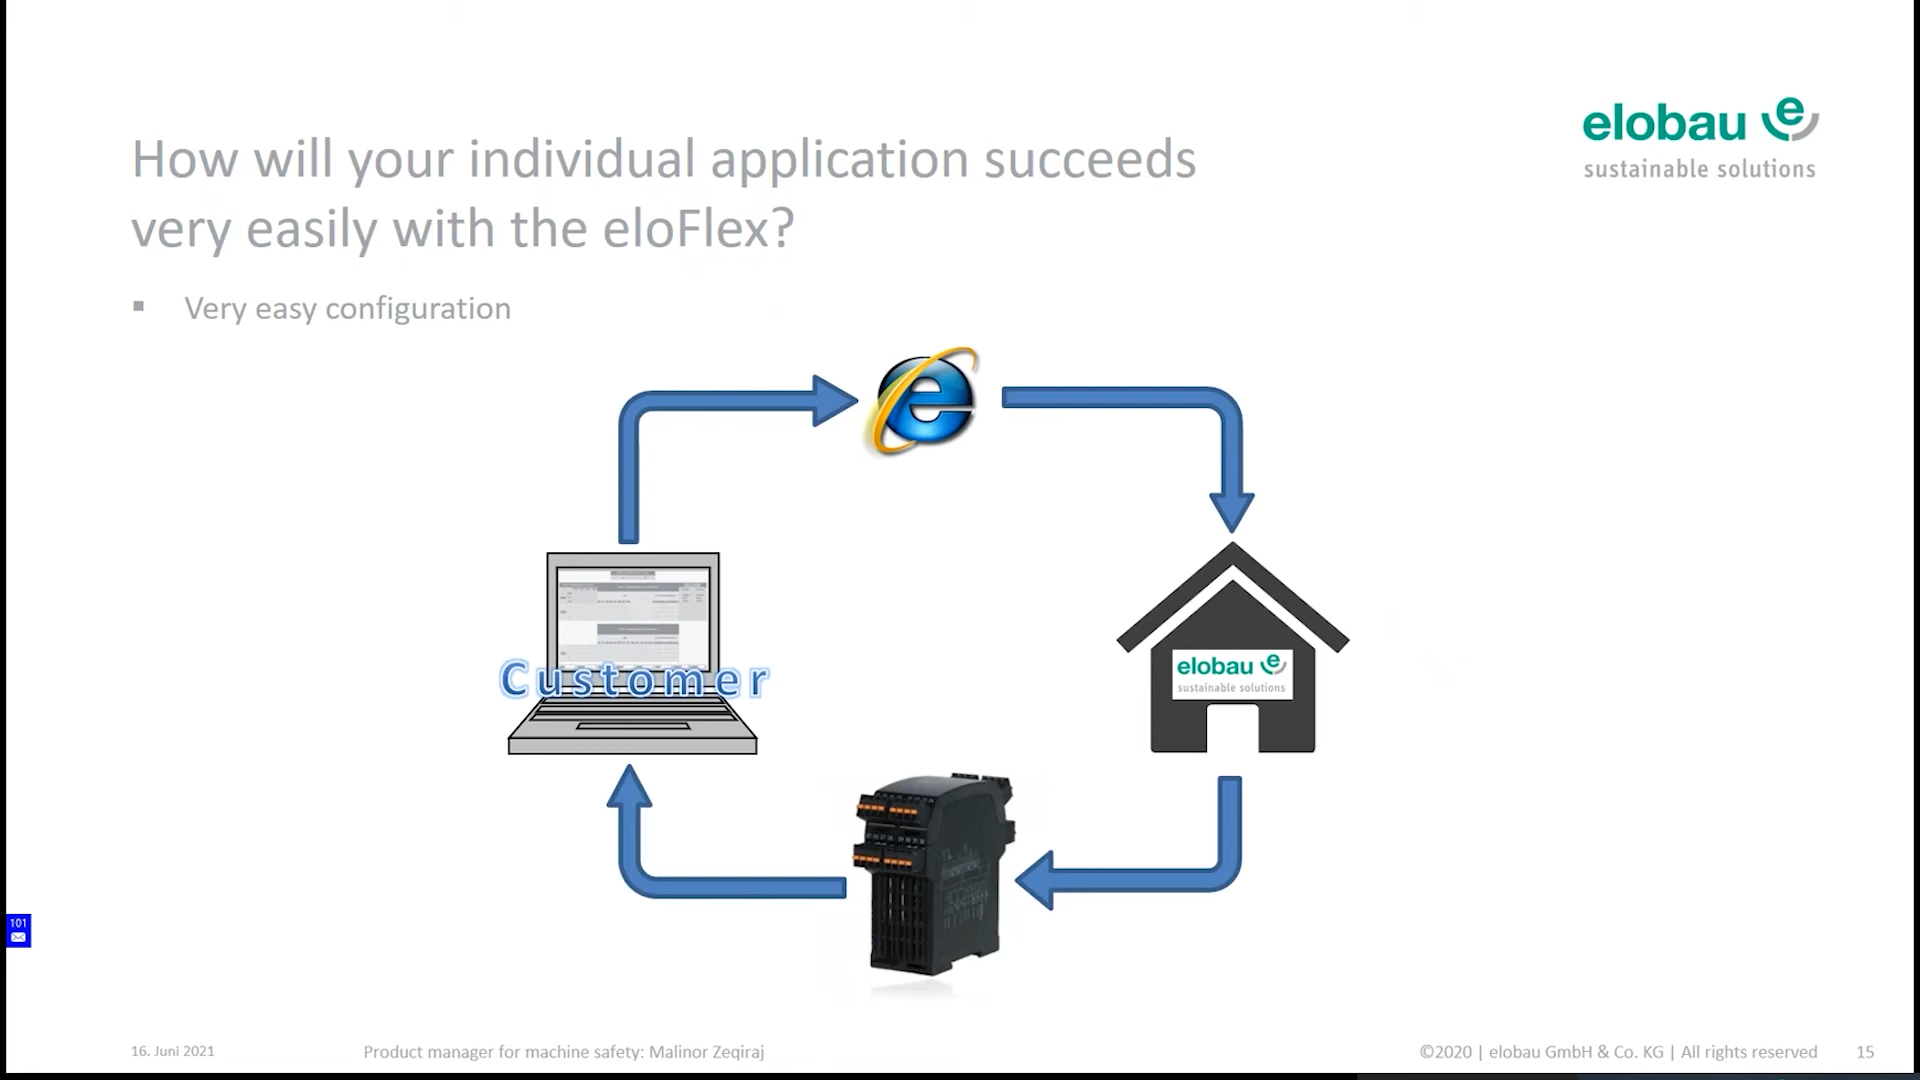 elobau e
sustainable solutions
How will your individual application succeeds
very easily with the eloFlex?
▪ Very easy configuration
Customer
elobau e
sustainable solutions
101
16. Juni 2021
Product manager for machine safety: Malinor Zeqiraj
©2020 | elobau GmbH & Co. KG | All rights reserved
15